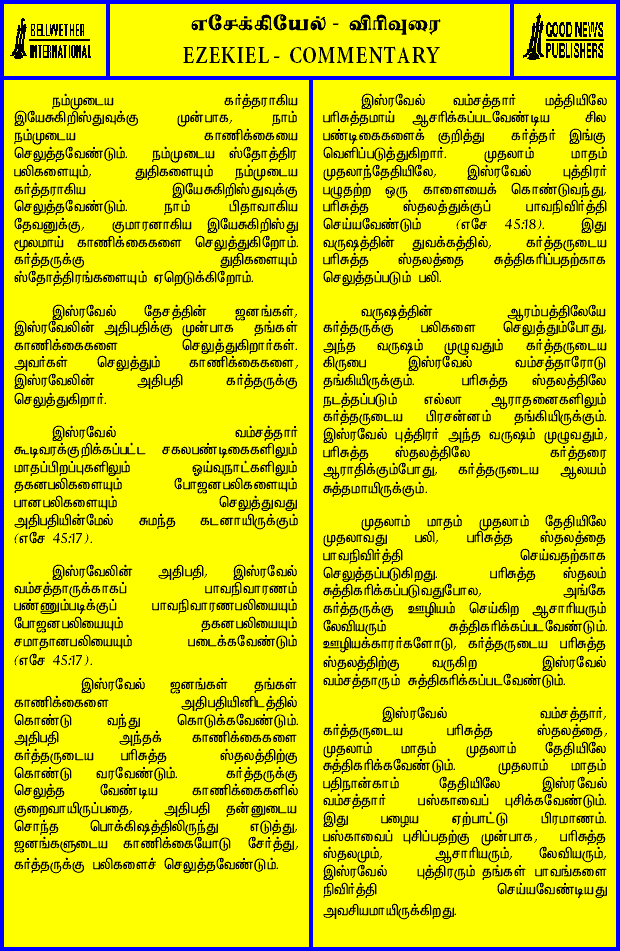 BELLWETHER
INTERNATIONAL
எசேக்கியேல் - விரிவுரை
EZEKIEL - COMMENTARY
GOOD NEWS
PUBLISHERS
நம்முடைய கர்த்தராகிய
இயேசுகிறிஸ்துவுக்கு முன்பாக, நாம்
நம்முடைய காணிக்கையை
செலுத்தவேண்டும். நம்முடைய ஸ்தோத்திர
பலிகளையும், துதிகளையும் நம்முடைய
கர்த்தராகிய இயேசுகிறிஸ்துவுக்கு
செலுத்தவேண்டும். நாம் பிதாவாகிய
தேவனுக்கு, குமாரனாகிய இயேசுகிறிஸ்து
மூலமாய் காணிக்கைகளை செலுத்துகிறோம்.
கர்த்தருக்கு துதிகளையும்
ஸ்தோத்திரங்களையும் ஏறெடுக்கிறோம்.
இஸ்ரவேல் தேசத்தின் ஜனங்கள்,
இஸ்ரவேலின் அதிபதிக்கு முன்பாக தங்கள்
காணிக்கைகளை செலுத்துகிறார்கள்.
அவர்கள் செலுத்தும் காணிக்கைகளை,
இஸ்ரவேலின் அதிபதி கர்த்தருக்கு
செலுத்துகிறார்.
இஸ்ரவேல் வம்சத்தார்
கூடிவரக்குறிக்கப்பட்ட சகலபண்டிகைகளிலும்
மாதப்பிறப்புகளிலும் ஓய்வுநாட்களிலும்
தகனபலிகளையும் போஜனபலிகளையும்
பானபலிகளையும் செலுத்துவது
அதிபதியின்மேல் சுமந்த கடனாயிருக்கும்
(எசே 45:17).
இஸ்ரவேலின் அதிபதி, இஸ்ரவேல்
வம்சத்தாருக்காகப் பாவநிவாரணம்
பண்ணும்படிக்குப் பாவநிவாரணபலியையும்
போஜனபலியையும் தகனபலியையும்
சமாதானபலியையும் படைக்கவேண்டும்
(எசே 45:17).
இஸ்ரவேல் ஜனங்கள் தங்கள்
காணிக்கைகளை அதிபதியினிடத்தில்
கொண்டு வந்து கொடுக்கவேண்டும்.
அதிபதி அந்தக் காணிக்கைகளை
கர்த்தருடைய பரிசுத்த ஸ்தலத்திற்கு
கொண்டு வரவேண்டும். கர்த்தருக்கு
செலுத்த வேண்டிய காணிக்கைகளில்
குறைவாயிருப்பதை, அதிபதி தன்னுடைய
சொந்த பொக்கிஷத்திலிருந்து எடுத்து,
ஜனங்களுடைய காணிக்கையோடு சேர்த்து,
கர்த்தருக்கு பலிகளைச் செலுத்தவேண்டும்.
இஸ்ரவேல் வம்சத்தார் மத்தியிலே
பரிசுத்தமாய் ஆசரிக்கப்படவேண்டிய சில
பண்டிகைகளைக் குறித்து கர்த்தர் இங்கு
வெளிப்படுத்துகிறார். முதலாம் மாதம்
முதலாந்தேதியிலே, இஸ்ரவேல் புத்திரர்
பழுதற்ற ஒரு காளையைக் கொண்டுவந்து,
பரிசுத்த ஸ்தலத்துக்குப் பாவநிவிர்த்தி
செய்யவேண்டும் (எசே 45:18). இது
வருஷத்தின் துவக்கத்தில், கர்த்தருடைய
பரிசுத்த ஸ்தலத்தை சுத்திகரிப்பதற்காக
செலுத்தப்படும் பலி.
வருஷத்தின் ஆரம்பத்திலேயே
கர்த்தருக்கு பலிகளை செலுத்தும்போது,
அந்த வருஷம் முழுவதும் கர்த்தருடைய
கிருபை இஸ்ரவேல் வம்சத்தாரோடு
தங்கியிருக்கும். பரிசுத்த ஸ்தலத்திலே
நடத்தப்படும் எல்லா ஆராதனைகளிலும்
கர்த்தருடைய பிரசன்னம் தங்கியிருக்கும்.
இஸ்ரவேல் புத்திரர் அந்த வருஷம் முழுவதும்,
பரிசுத்த ஸ்தலத்திலே கர்த்தரை
ஆராதிக்கும்போது, கர்த்தருடைய ஆலயம்
சுத்தமாயிருக்கும்.
முதலாம் மாதம் முதலாம் தேதியிலே
முதலாவது பலி, பரிசுத்த ஸ்தலத்தை
பாவநிவிர்த்தி செய்வதற்காக
செலுத்தப்படுகிறது. பரிசுத்த ஸ்தலம்
சுத்திகரிக்கப்படுவதுபோல, அங்கே
கர்த்தருக்கு ஊழியம் செய்கிற ஆசாரியரும்
லேவியரும் சுத்திகரிக்கப்படவேண்டும்.
ஊழியக்காரர்களோடு, கர்த்தருடைய பரிசுத்த
ஸ்தலத்திற்கு வருகிற இஸ்ரவேல்
வம்சத்தாரும் சுத்திகரிக்கப்படவேண்டும்.
இஸ்ரவேல் வம்சத்தார்,
கர்த்தருடைய பரிசுத்த ஸ்தலத்தை,
முதலாம் மாதம் முதலாம் தேதியிலே
சுத்திகரிக்கவேண்டும். முதலாம் மாதம்
பதினான்காம் தேதியிலே இஸ்ரவேல்
வம்சத்தார் பஸ்காவைப் புசிக்கவேண்டும்.
இது பழைய ஏற்பாட்டு பிரமாணம்.
பஸ்காவைப் புசிப்பதற்கு முன்பாக, பரிசுத்த
ஸ்தலமும், ஆசாரியரும், லேவியரும்,
இஸ்ரவேல் புத்திரரும் தங்கள் பாவங்களை
நிவிர்த்தி செய்யவேண்டியது
அவசியமாயிருக்கிறது.